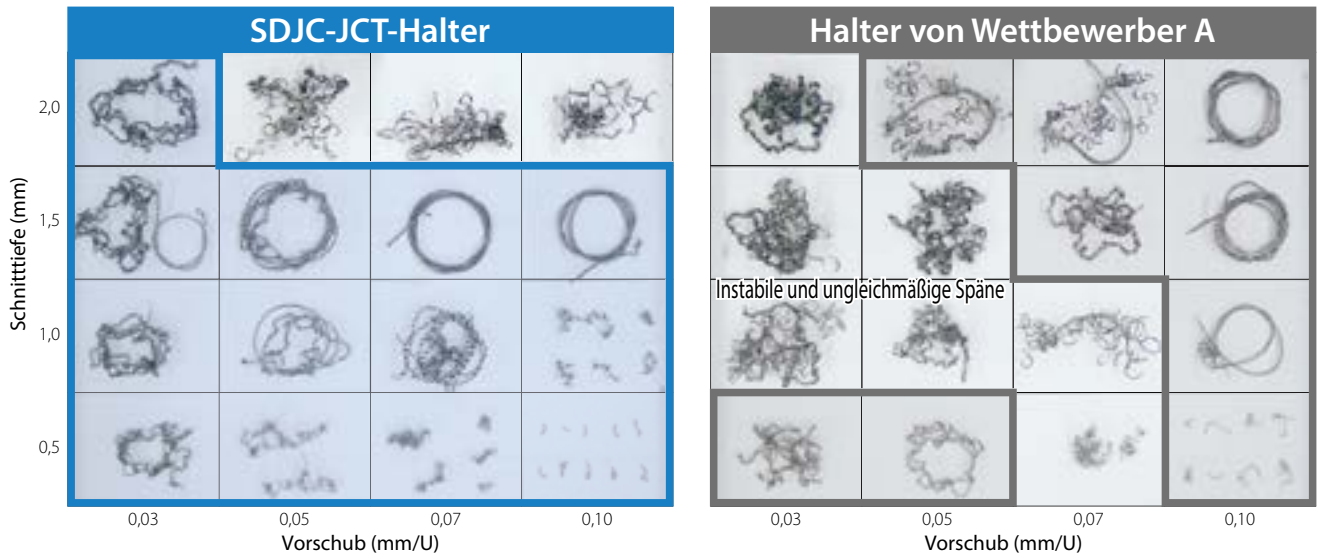 SDJC-JCT-Halter
Halter von Wettbewerber A
Schnitttiefe (mm)
2,0
1,5
1,0
0,5
Instabile und ungleichmäßige Späne
0,03 0,05 0,07 0,10
Vorschub (mm/U)
0,03 0,05 0,07 0,10
Vorschub (mm/U)